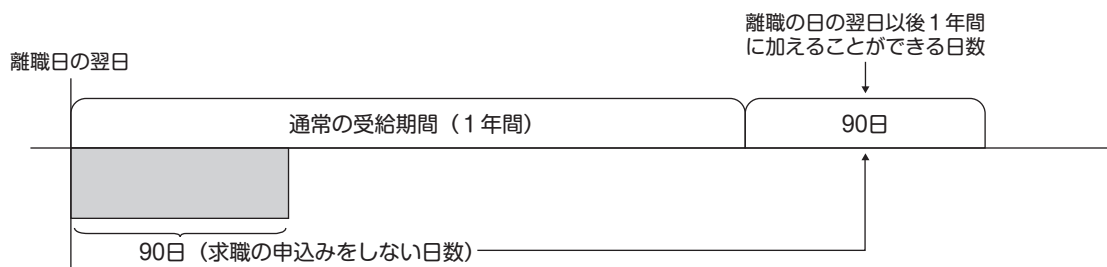 離職の日の翌日以後１年間
に加えることができる日数
離職日の翌日
通常の受給期間（１年間）
90日
90日（求職の申込みをしない日数）